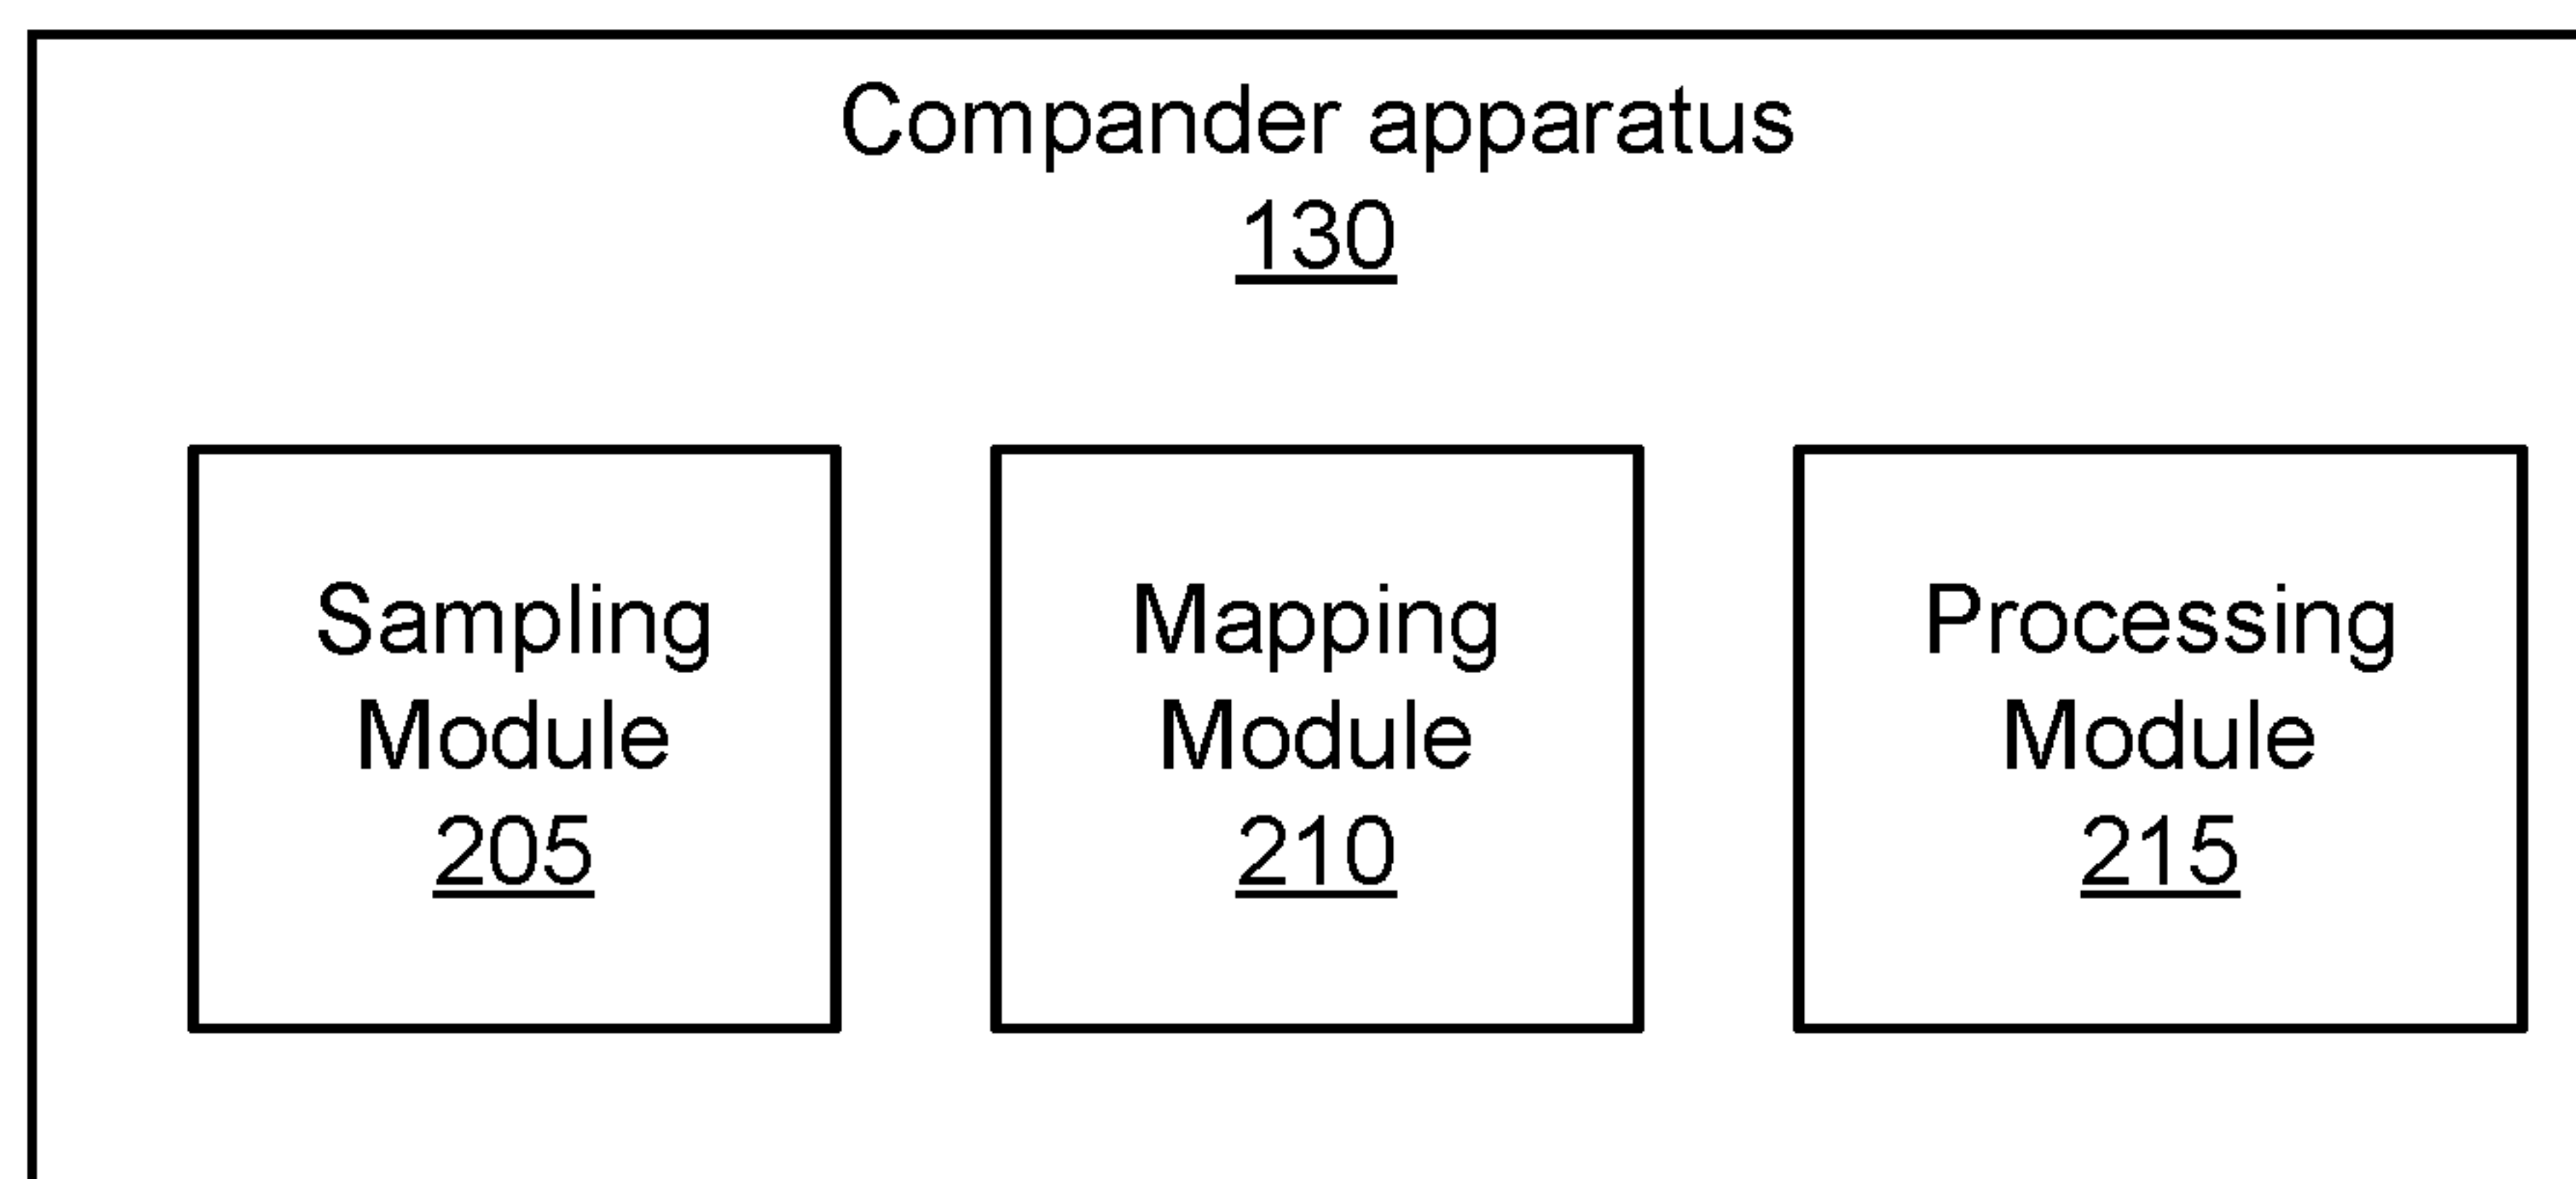 Compander apparatus
130
Sampling
Module
205
Mapping
Module
210
Processing
Module
215